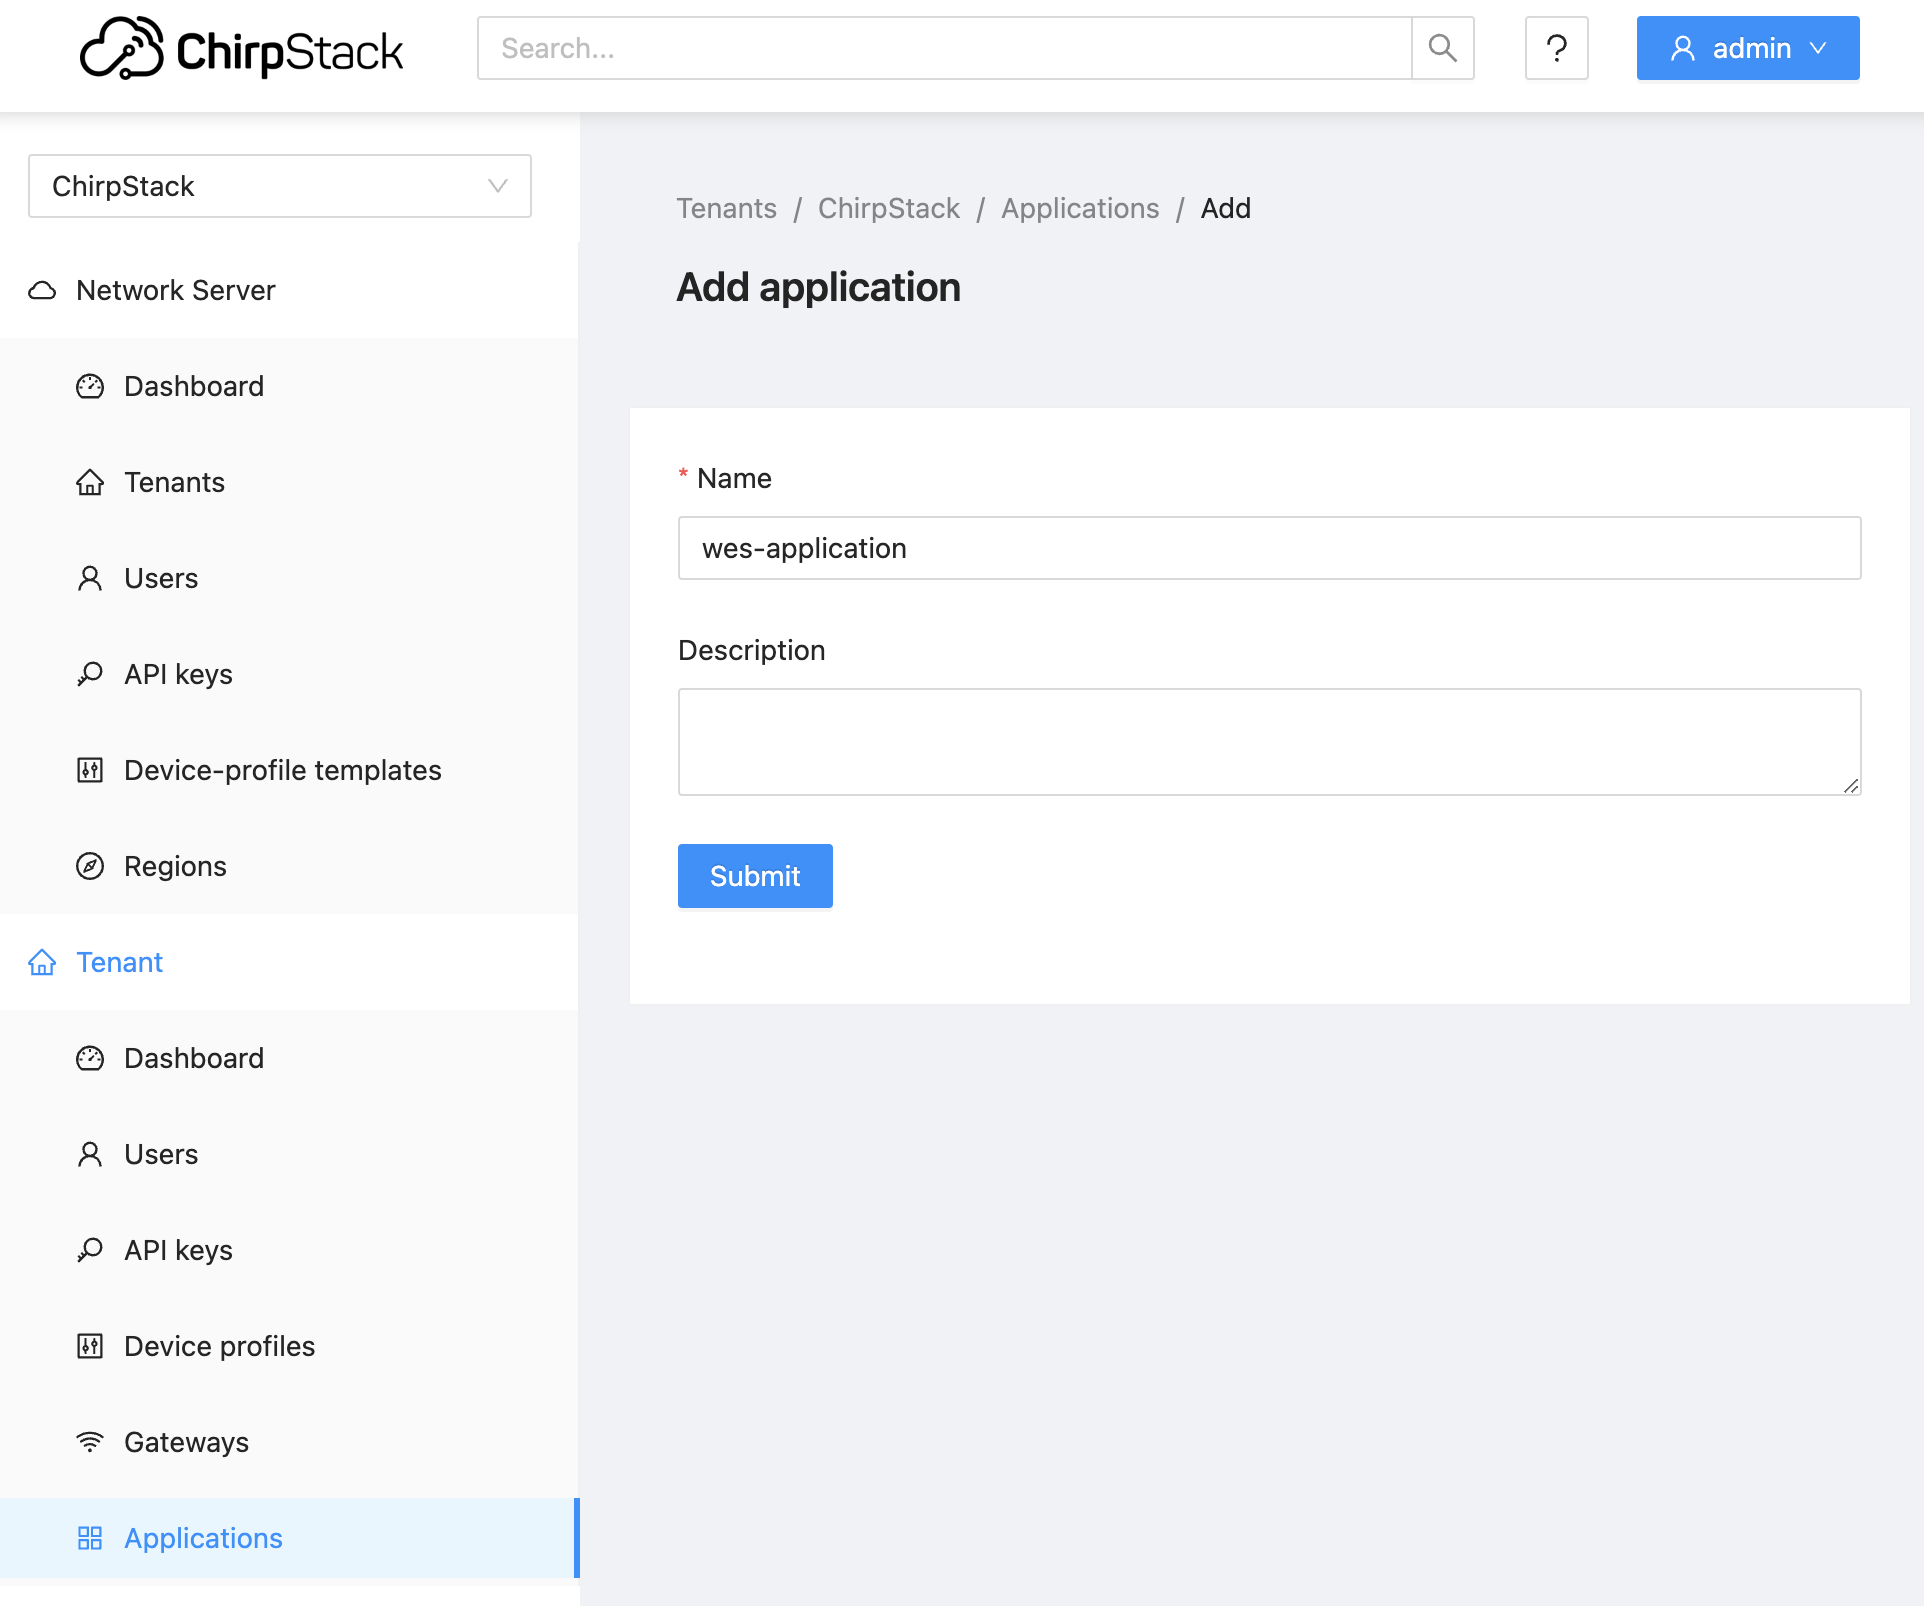 ChirpStack
Search...
?
admin
ChirpStack
Network Server
Dashboard
Tenants
Users
API keys
Device-profile templates
Regions
Tenant
Dashboard
Users
API keys
Device profiles
Gateways
Applications
Tenants / ChirpStack / Applications / Add
Add application
* Name
wes-application
Description
Submit